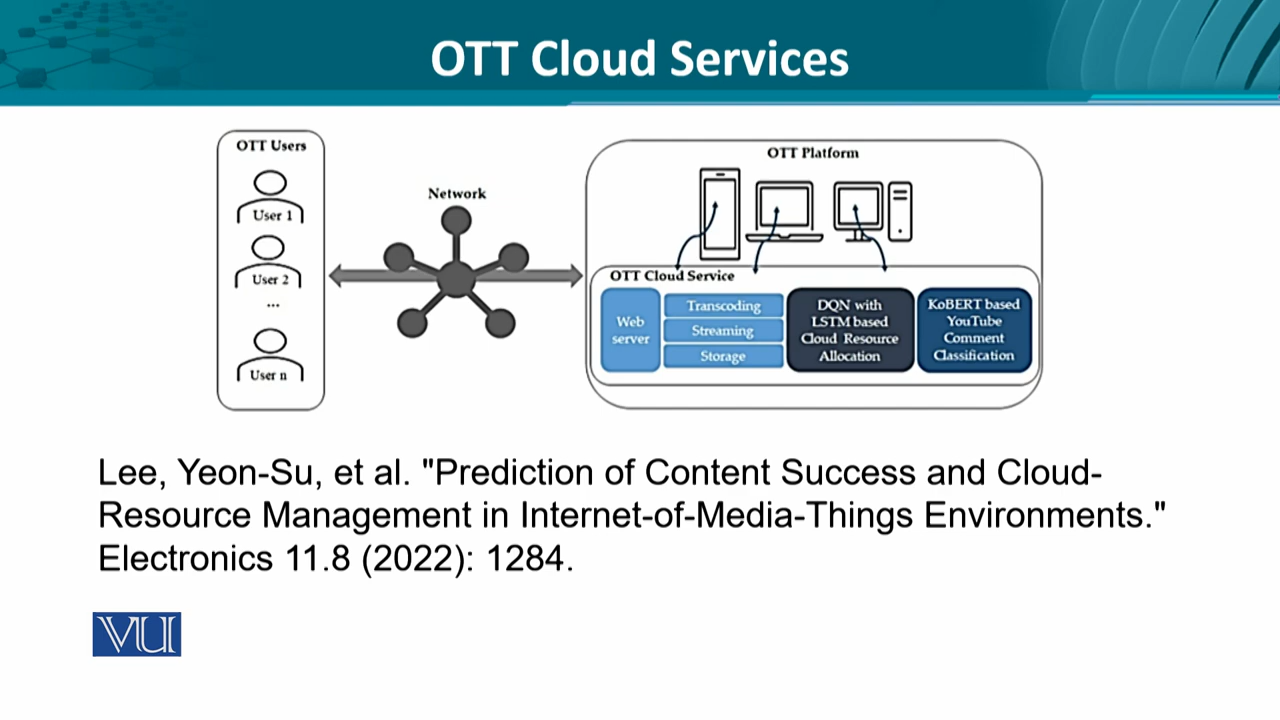 OTT Cloud Services
OTT Users
User 1
User 2
...
User n
Network
OTT Platform
OTT Cloud Service
Web
server
Transcoding
Streaming
Storage
DQN with
LSTM based
Cloud Resource
Allocation
KoBERT based
YouTube
Comment
Classification
Lee, Yeon-Su, et al. "Prediction of Content Success and Cloud-
Resource Management in Internet-of-Media-Things Environments."
Electronics 11.8 (2022): 1284.
VU